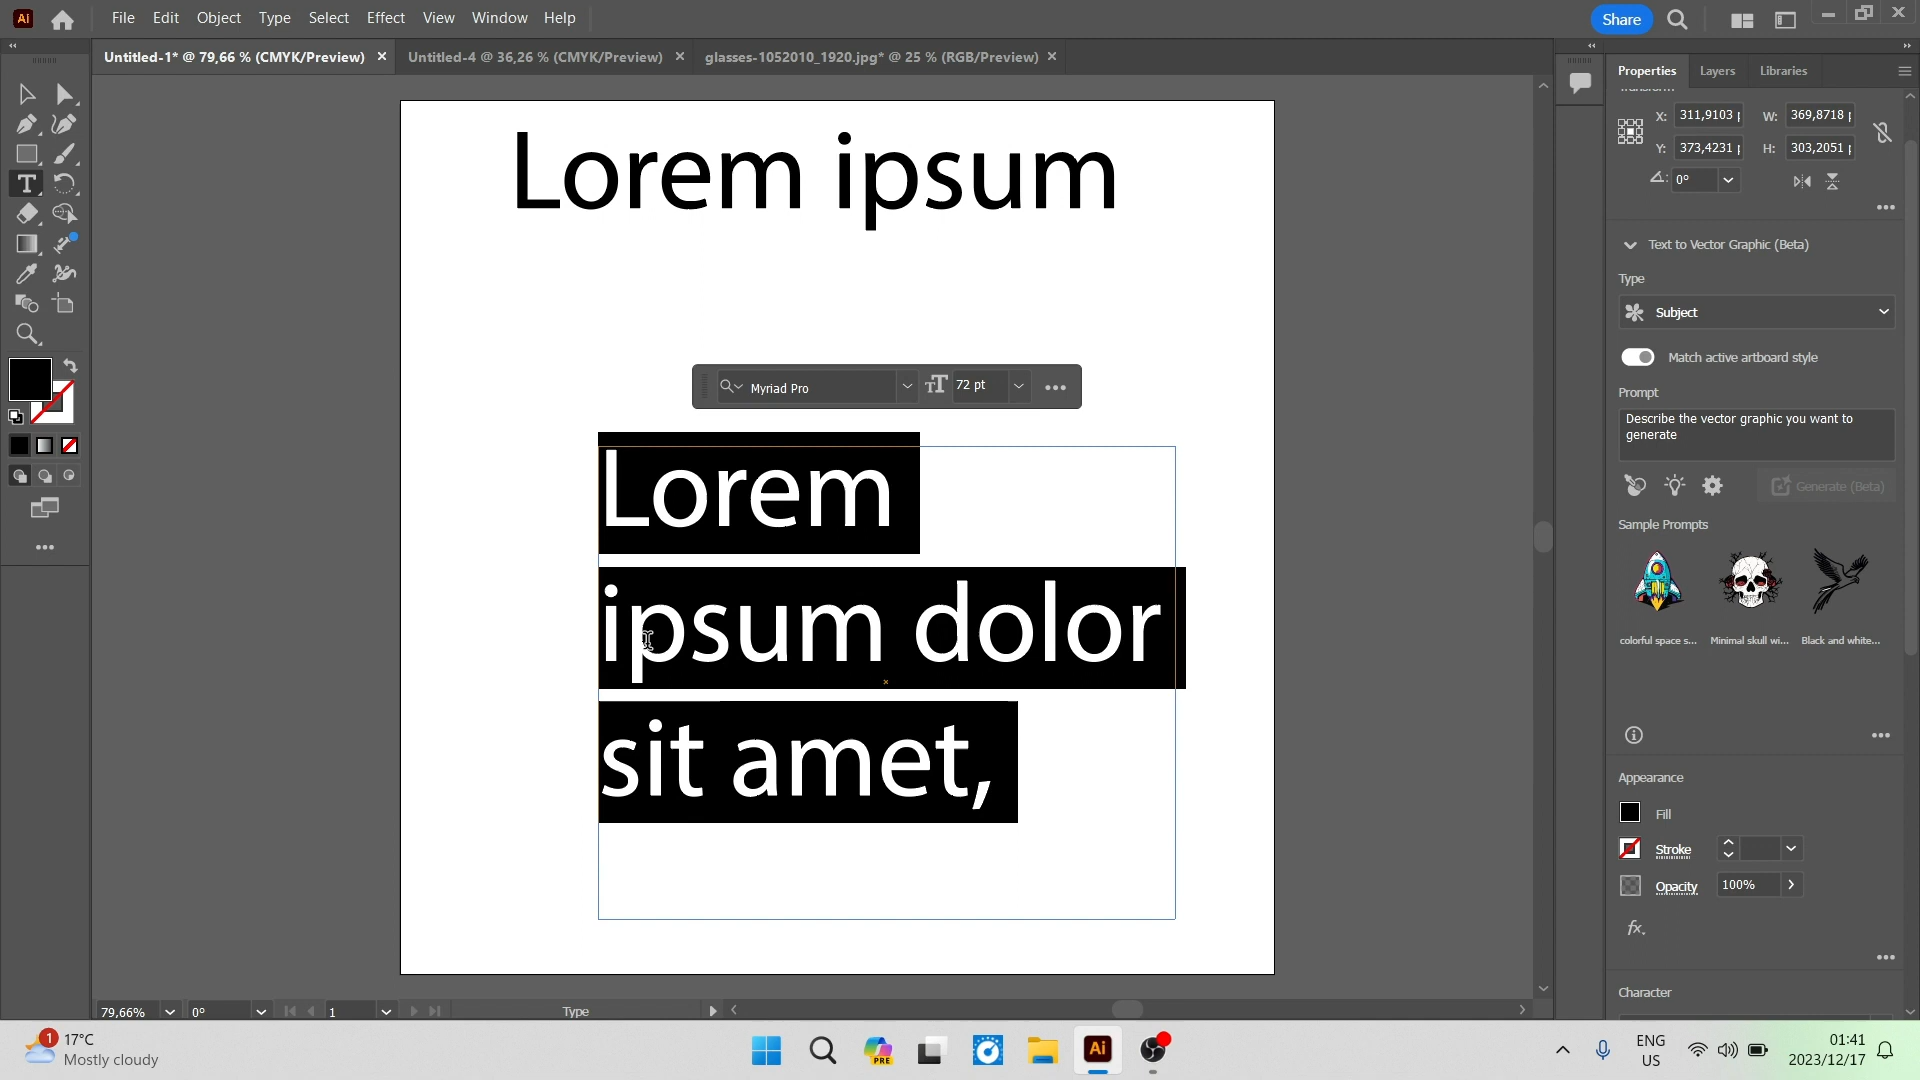 Ai File Edit Object Type Select Effect View Window Help Share
Untitled-1* @ 79,66 % (CMYK/Preview) × Untitled-4 @ 36,26 % (CMYK/Preview) × glasses-1052010_1920.jpg* @ 25 % (RGB/Preview) ×
Properties Layers Libraries
Transform
X: 311,9103 W: 369,8718
Y: 373,4231 H: 303,2051
0°
Text to Vector Graphic (Beta)
Type
Subject
Match active artboard style
Prompt
Describe the vector graphic you want to
generate
Generate (Beta)
Sample Prompts
colorful space s... Minimal skull wi... Black and white...
Appearance
Fill
Stroke
Opacity 100%
fx.
Character
Lorem ipsum
Myriad Pro 72 pt
Lorem
ipsum dolor
sit amet,
79,66% 0° 1 Type
1 17°C
Mostly cloudy
PRE
Ai
ENG
US
01:41
2023/12/17